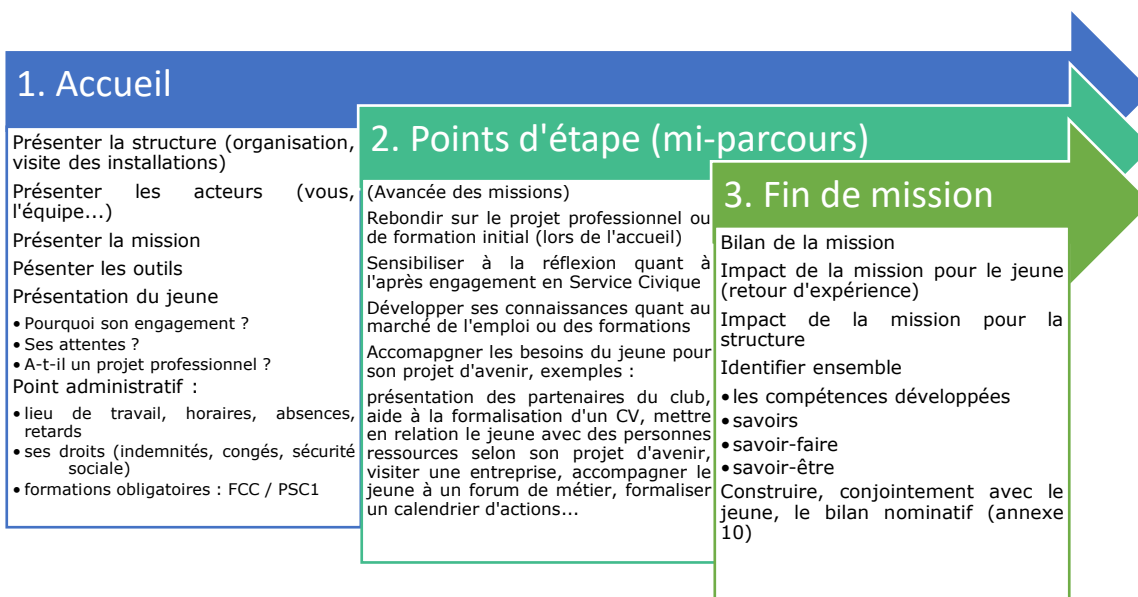 1. Accueil
Présenter la structure (organisation,
visite des installations)
Présenter les acteurs (vous,
l'équipe...)
Présenter la mission
Pésenter les outils
Présentation du jeune
• Pourquoi son engagement ?
• Ses attentes ?
• A-t-il un projet professionnel ?
Point administratif :
• lieu de travail, horaires, absences,
retards
• ses droits (indemnités, congés, sécurité
sociale)
• formations obligatoires : FCC / PSC1
2. Points d'étape (mi-parcours)
(Avancée des missions)
Rebondir sur le projet professionnel ou
de formation initial (lors de l'accueil)
Sensibiliser à la réflexion quant à
l'après engagement en Service Civique
Développer ses connaissances quant au
marché de l'emploi ou des formations
Accomapgner les besoins du jeune pour
son projet d'avenir, exemples :
présentation des partenaires du club,
aide à la formalisation d'un CV, mettre
en relation le jeune avec des personnes
ressources selon son projet d'avenir,
visiter une entreprise, accompagner le
jeune à un forum de métier, formaliser
un calendrier d'actions...
3. Fin de mission
Bilan de la mission
Impact de la mission pour le jeune
(retour d'expérience)
Impact de la mission pour la
structure
Identifier ensemble
• les compétences développées
• savoirs
• savoir-faire
• savoir-être
Construire, conjointement avec le
jeune, le bilan nominatif (annexe
10)